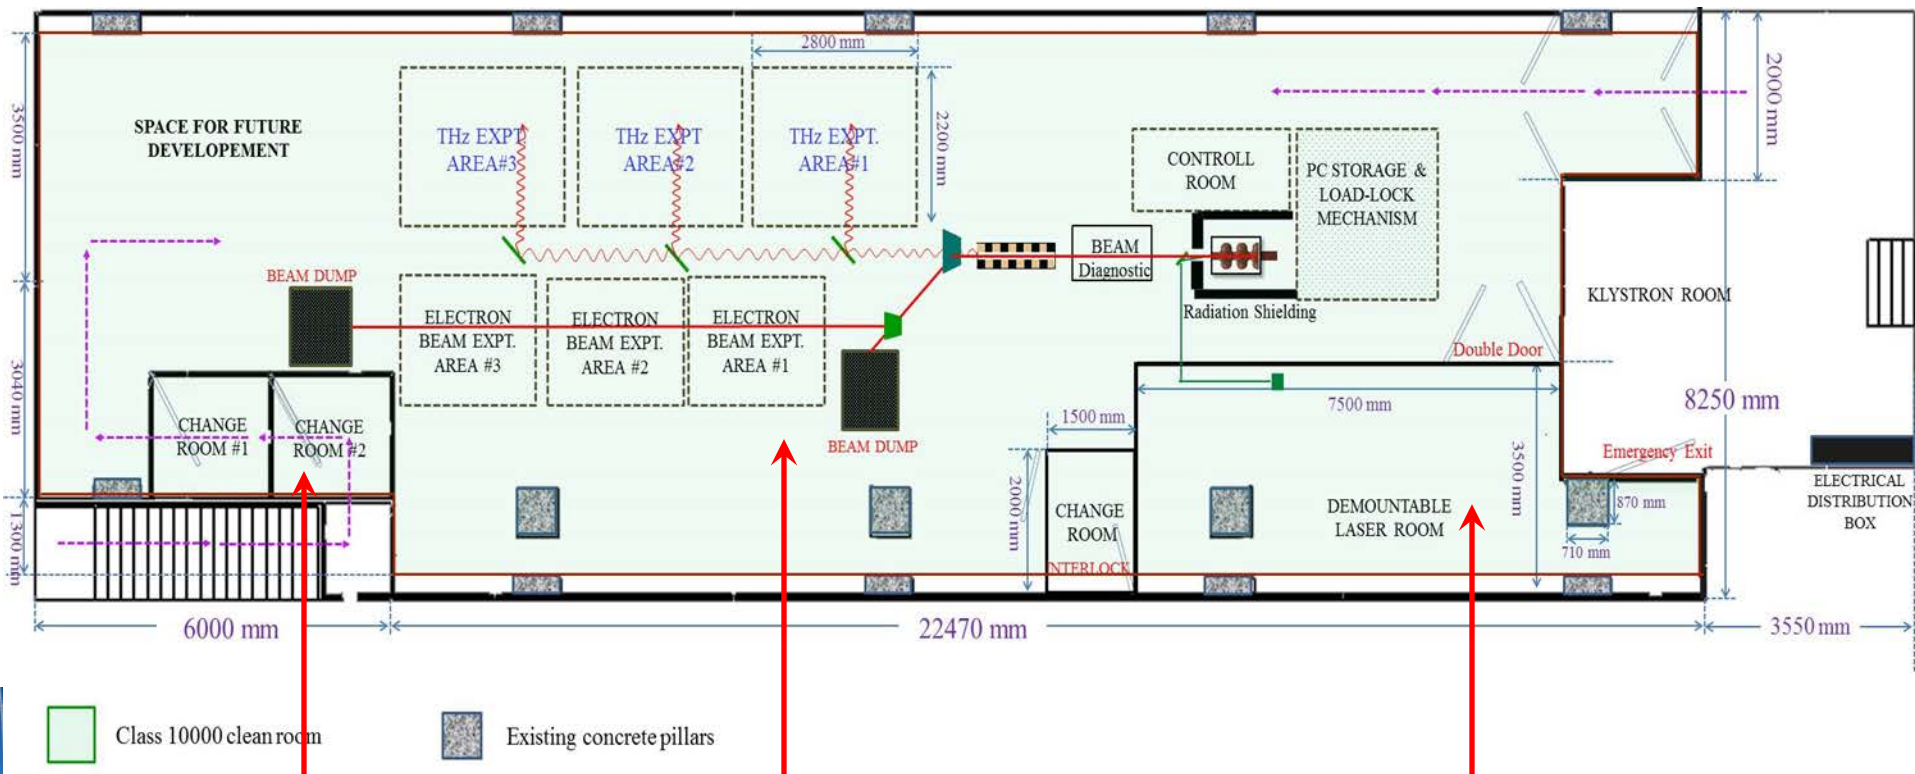 2800 mm
3500 mm
SPACE FOR FUTURE
DEVELOPEMENT
THz EXPT.
AREA#3
THz EXPT
AREA#2
THz EXPT.
AREA#1
2200 mm
CONTROLL
ROOM
PC STORAGE &
LOAD-LOCK
MECHANISM
2000 mm
BEAM
Diagnostic
Radiation Shielding
KLYSTRON ROOM
BEAM DUMP
ELECTRON
BEAM EXPT.
AREA #3
ELECTRON
BEAM EXPT.
AREA #2
ELECTRON
BEAM EXPT.
AREA #1
Double Door
3040 mm
CHANGE
ROOM #1
CHANGE
ROOM #2
BEAM DUMP
1500 mm
7500 mm
8250 mm
Emergency Exit
ELECTRICAL
DISTRIBUTION
BOX
2000 mm
CHANGE
ROOM
INTERLOCK
3500 mm
DEMOUNTABLE
LASER ROOM
870 mm
710 mm
1300 mm
6000 mm
22470 mm
3550 mm
Class 10000 clean room
Existing concrete pillars